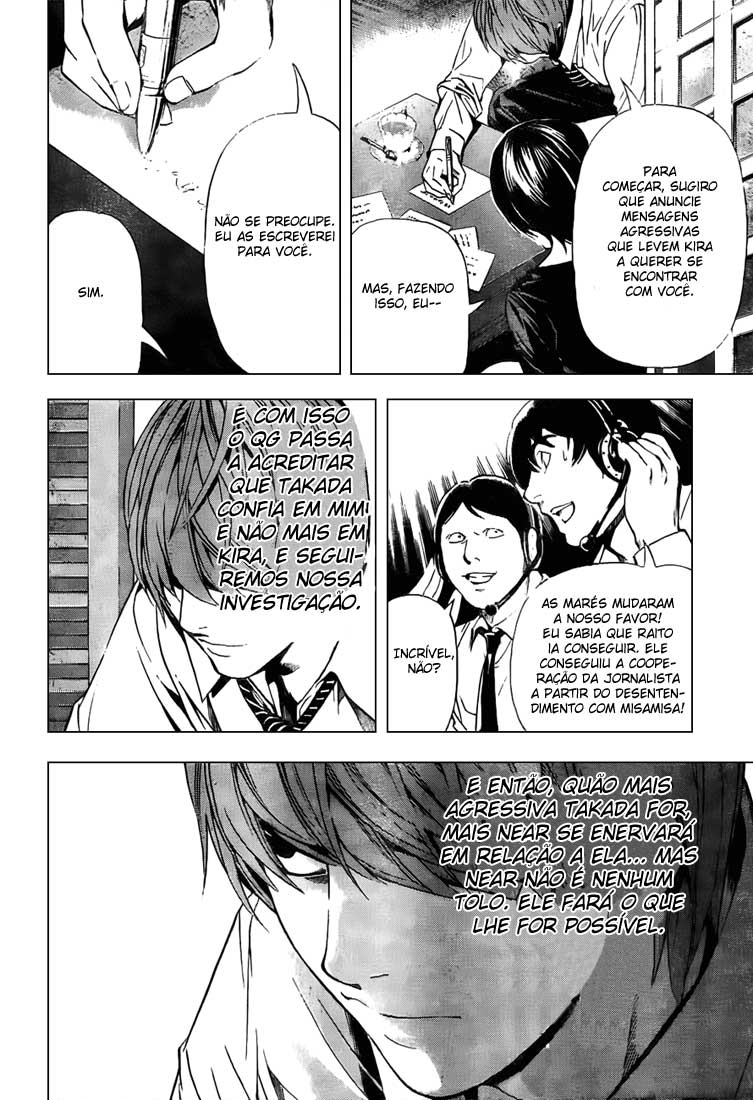 PARA
COMEÇAR, SUGIRO
QUE ANUNCIE
MENSAGENS
AGRESSIVAS
QUE LEVEM KIRA
A QUERER SE
ENCONTRAR
COM VOCÊ.
MAS, FAZENDO
ISSO, EU--
NÃO SE PREOCUPE.
EU AS ESCREVEREI
PARA VOCÊ.
SIM.
AS MARÉS MUDARAM
A NOSSO FAVOR!
EU SABIA QUE RAITO
IA CONSEGUIR. ELE
CONSEGUIU A COOPE-
RAÇÃO DA JORNALISTA
A PARTIR DO DESENTEN-
DIMENTO COM MISAMISA!
INCRÍVEL,
NÃO?
E COM ISSO
O QG PASSA
A ACREDITAR
QUE TAKADA
CONFIA EM MIM
E NÃO MAIS EM
KIRA, E SEGUI-
REMOS NOSSA
INVESTIGAÇÃO.
E ENTÃO, QUÃO MAIS
AGRESSIVA TAKADA FOR,
MAIS NEAR SE ENERVARÁ
EM RELAÇÃO A ELA... MAS
NEAR NÃO É NENHUM
TOLO. ELE FARÁ O QUE
LHE FOR POSSÍVEL.